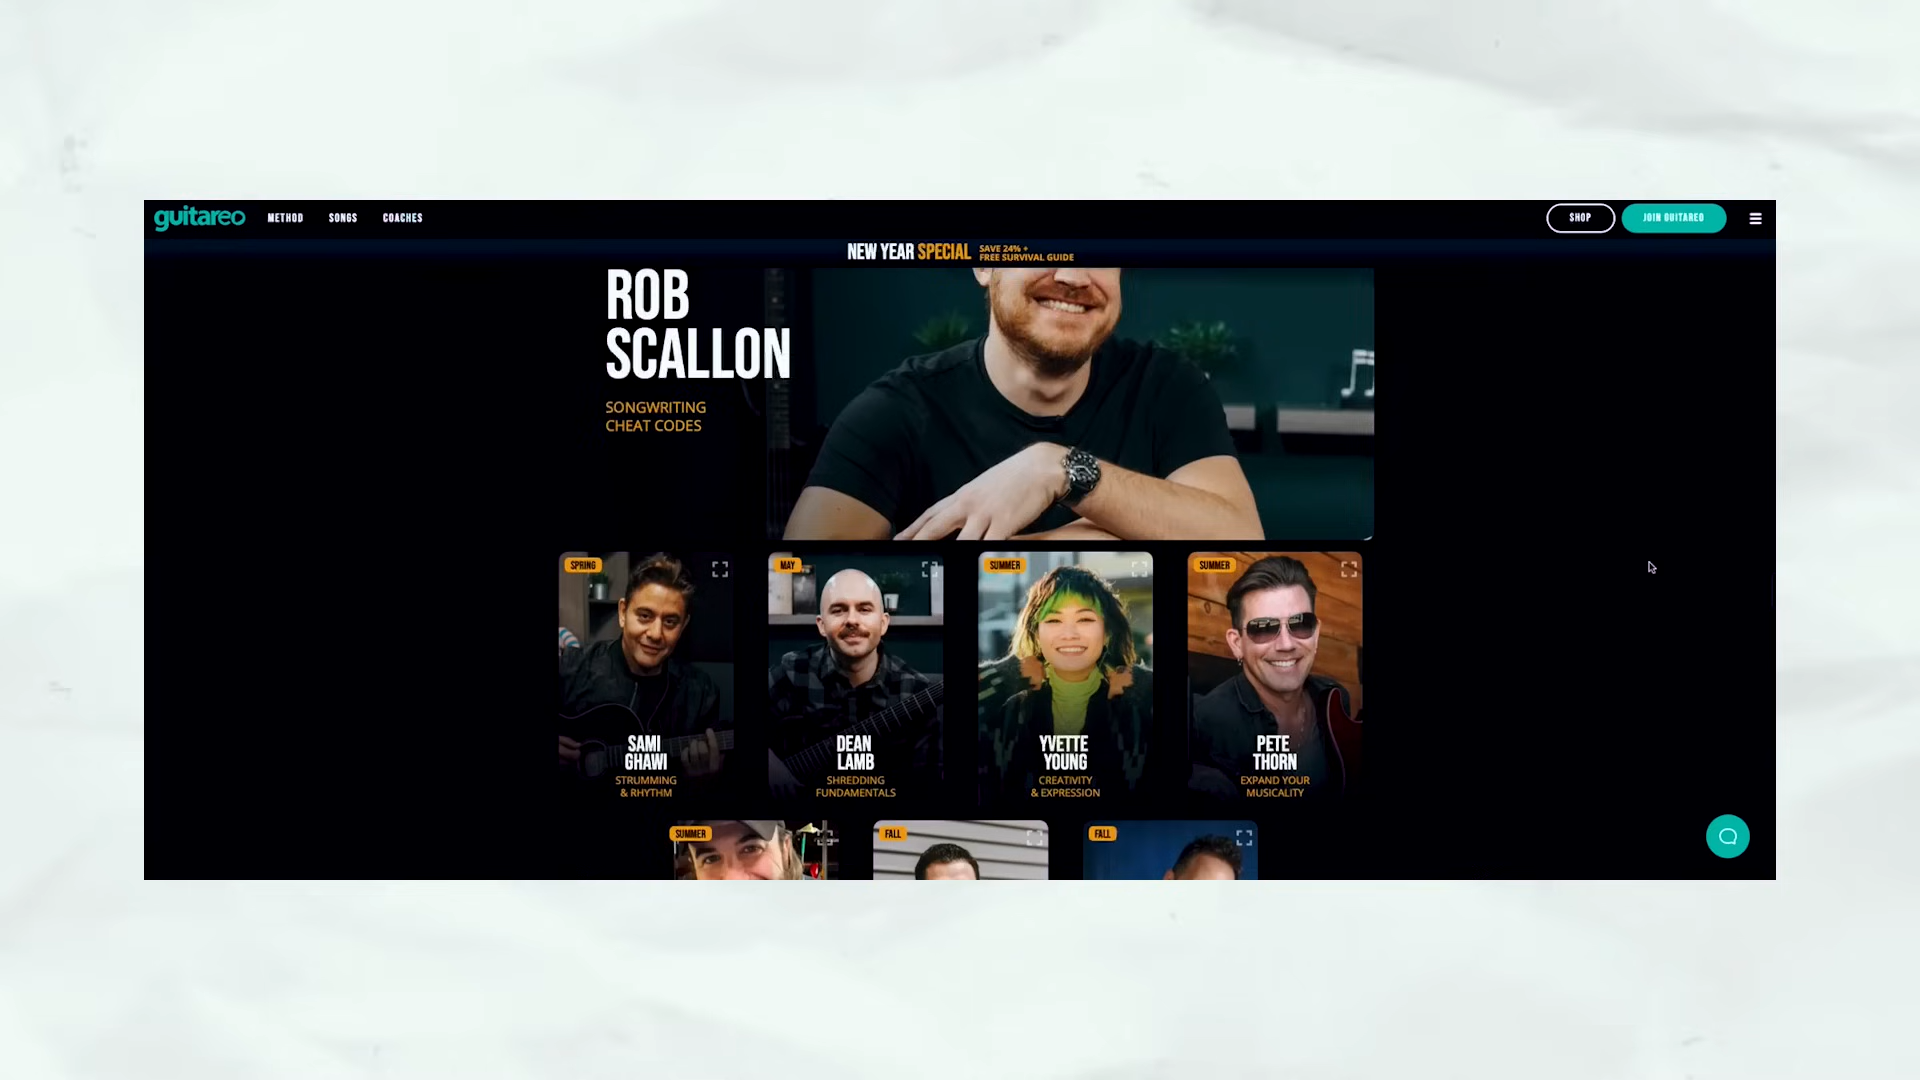 guitareo METHOD SONGS COACHES SHOP JOIN GUITAREO
NEW YEAR SPECIAL SAVE 24% +
FREE SURVIVAL GUIDE
ROB
SCALLON
SONGWRITING
CHEAT CODES
SPRING
SAMI
GHAWI
STRUMMING
& RHYTHM
MAY
DEAN
LAMB
SHREDDING
FUNDAMENTALS
SUMMER
YVETTE
YOUNG
CREATIVITY
& EXPRESSION
SUMMER
PETE
THORN
EXPAND YOUR
MUSICALITY
SUMMER
FALL
FALL